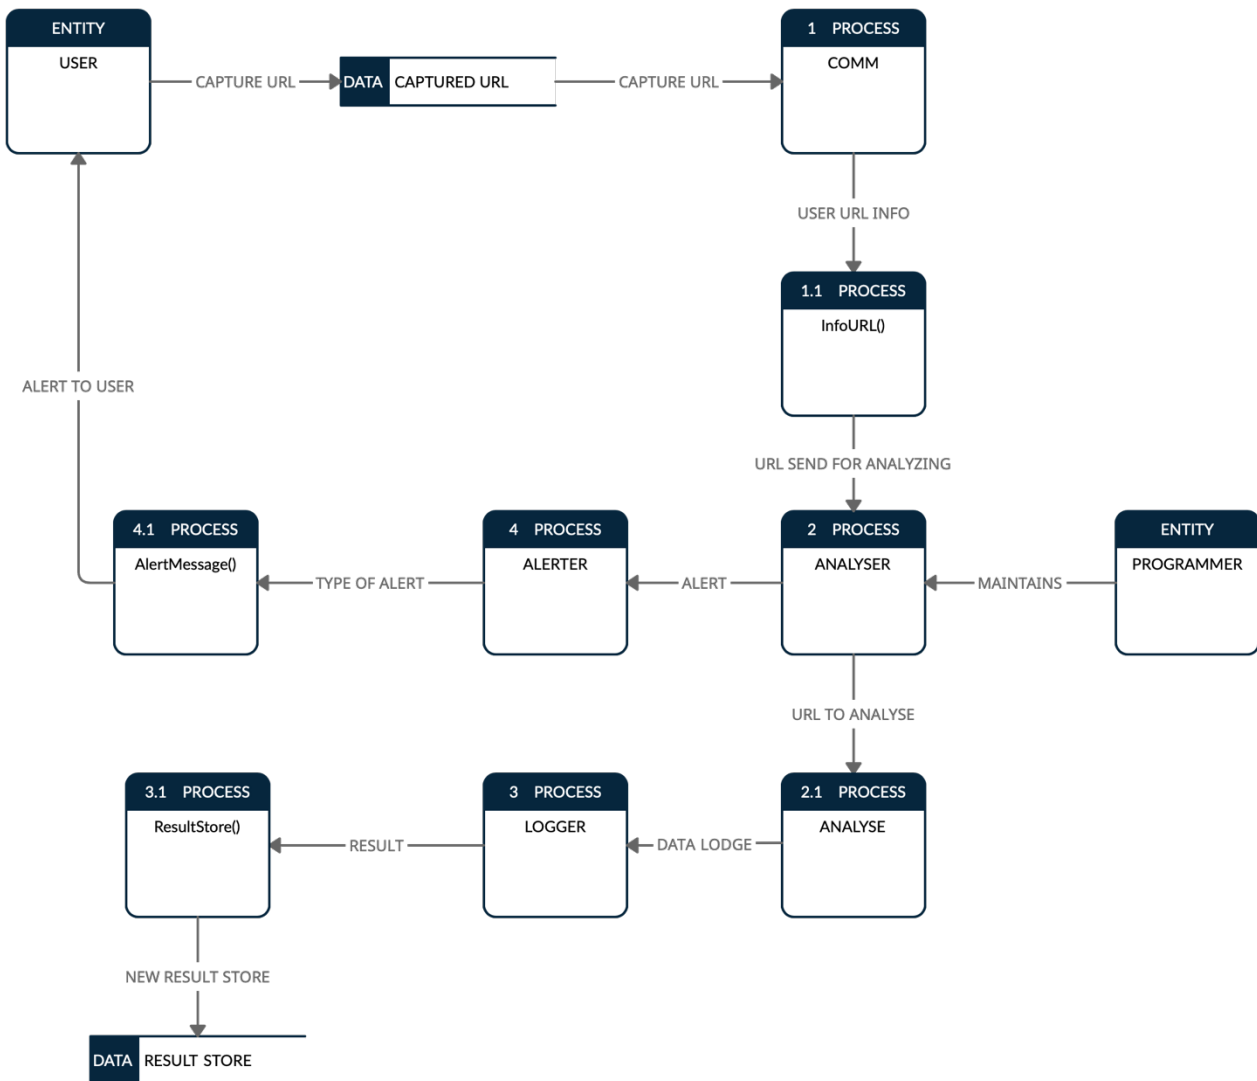 ENTITY
USER
CAPTURE URL
DATA CAPTURED URL
CAPTURE URL
1 PROCESS
COMM
USER URL INFO
1.1 PROCESS
InfoURL()
URL SEND FOR ANALYZING
ALERT TO USER
4.1 PROCESS
AlertMessage()
TYPE OF ALERT
4 PROCESS
ALERTER
ALERT
2 PROCESS
ANALYSER
MAINTAINS
ENTITY
PROGRAMMER
URL TO ANALYSE
3.1 PROCESS
ResultStore()
RESULT
3 PROCESS
LOGGER
DATA LODGE
2.1 PROCESS
ANALYSE
NEW RESULT STORE
DATA RESULT STORE